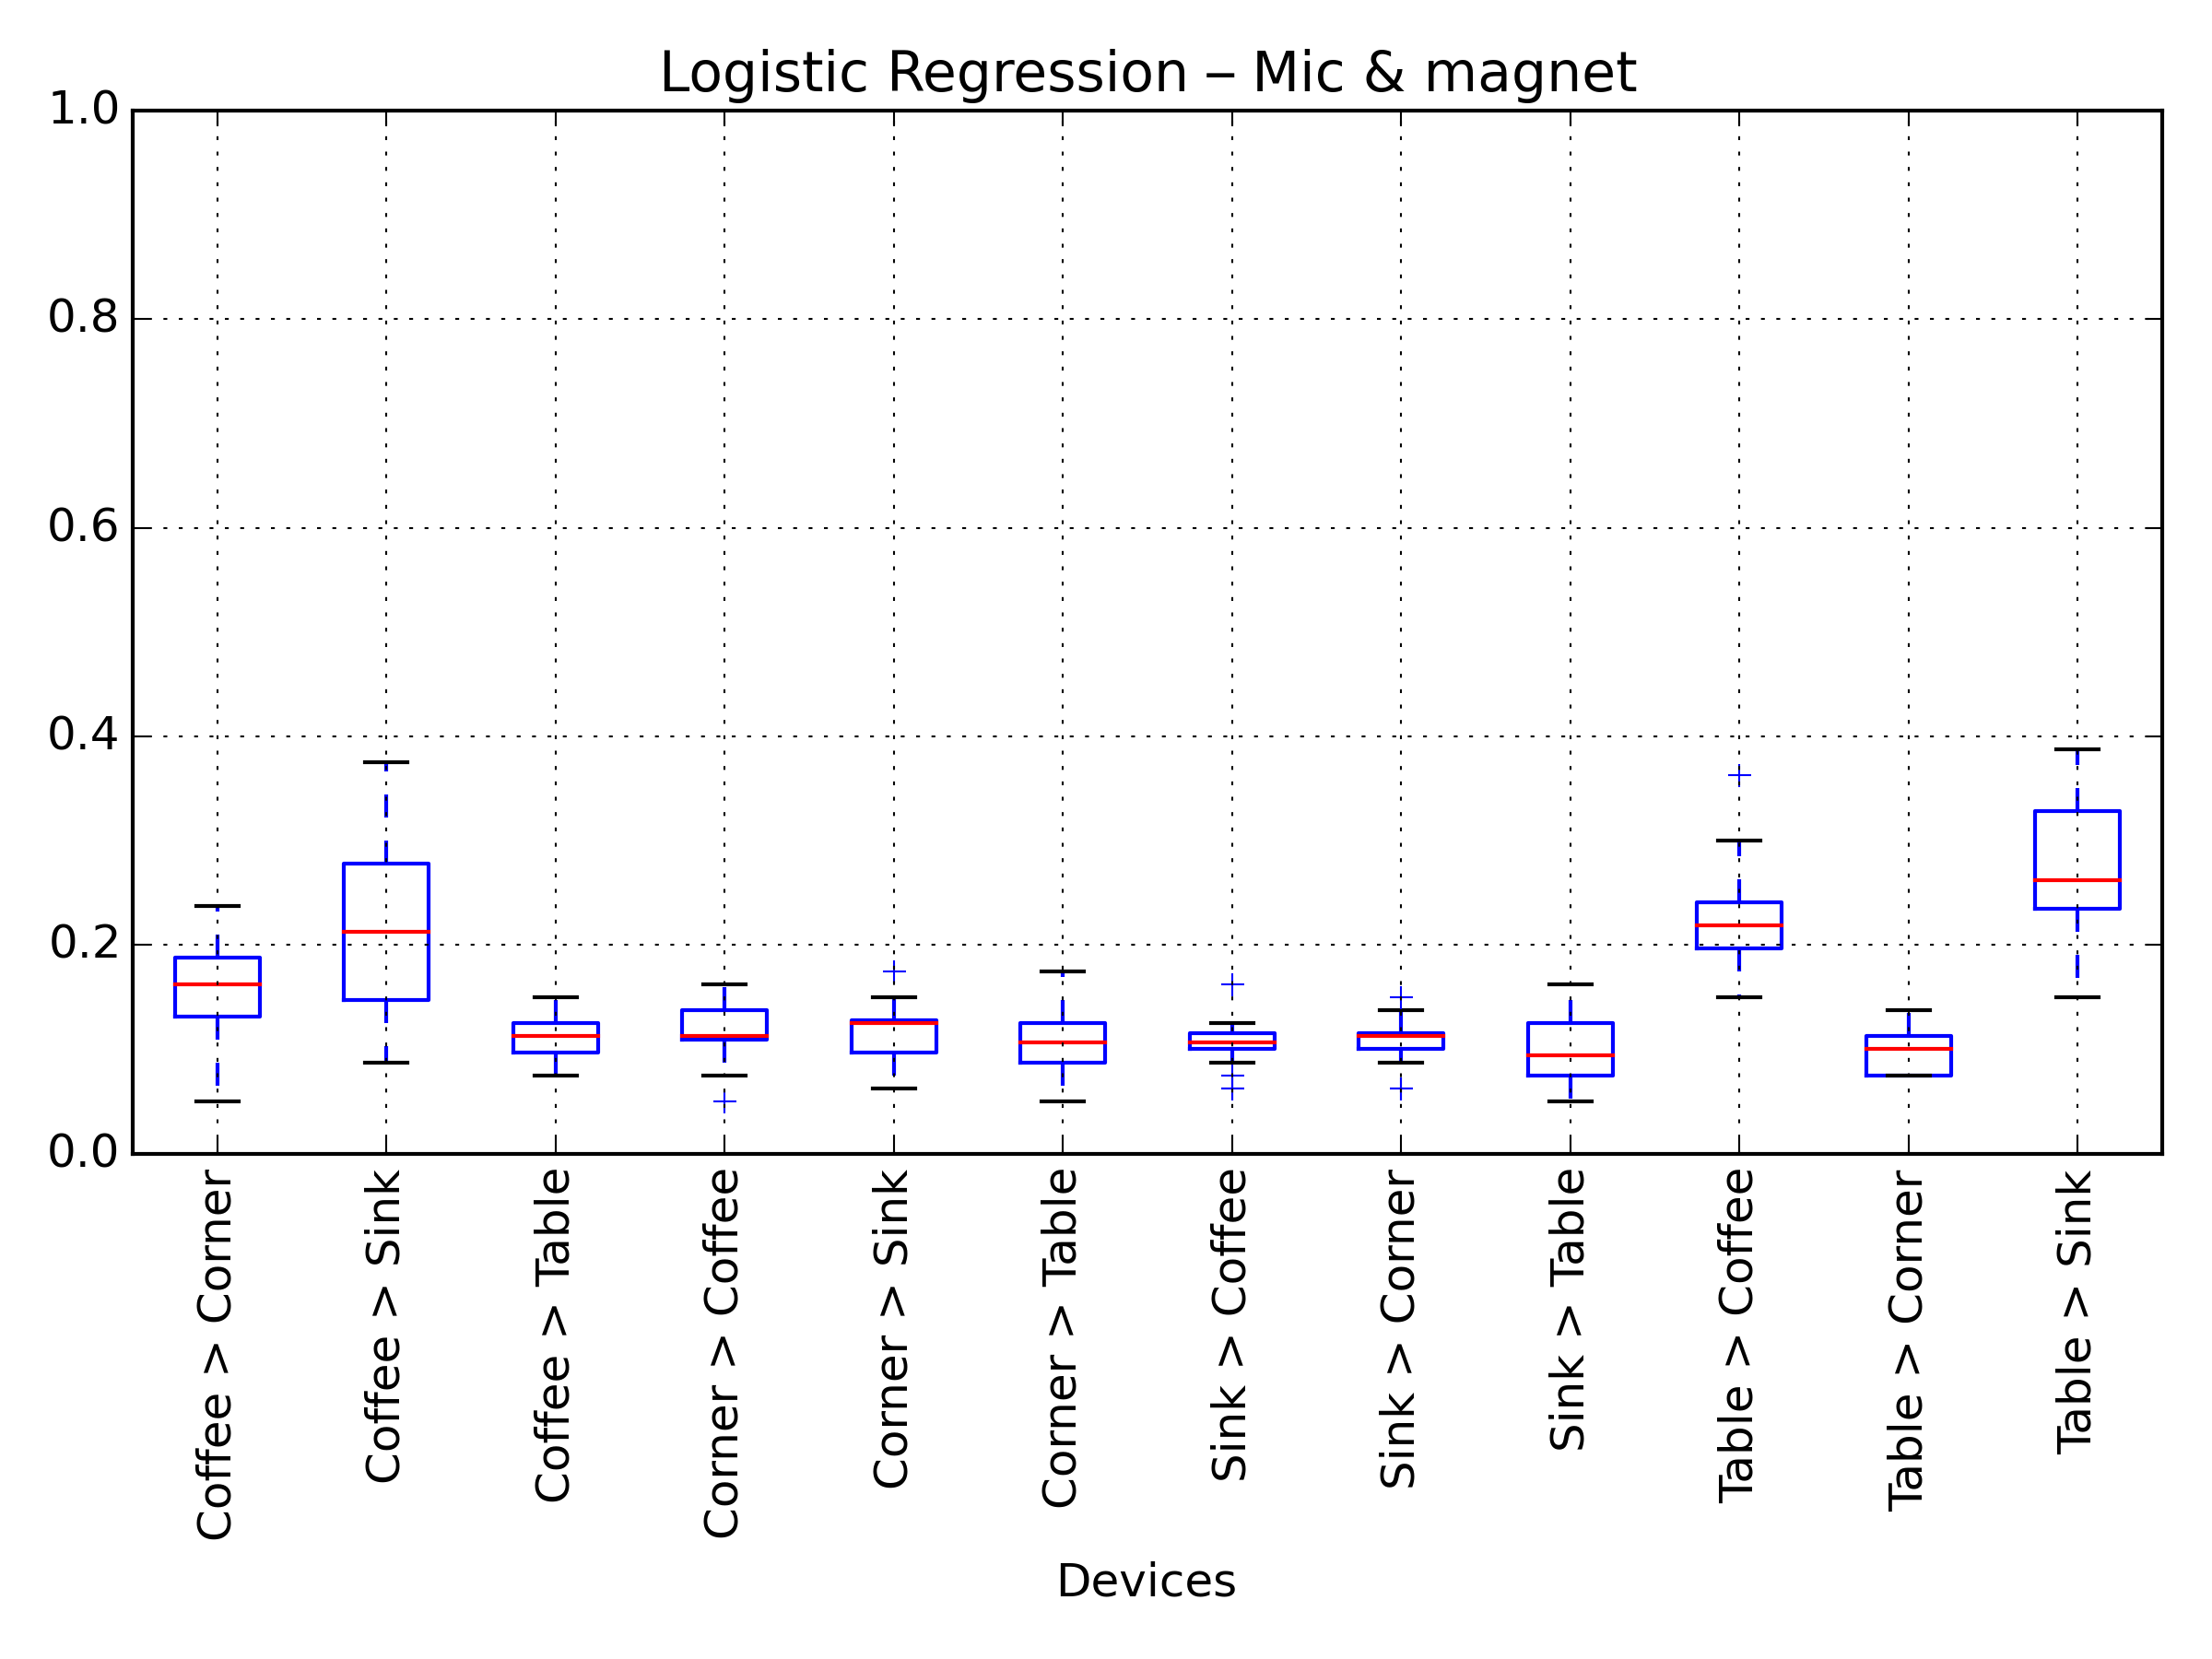 Logistic Regression – Mic & magnet
1.0
0.8
0.6
0.4
0.2
0.0
Coffee > Corner
Coffee > Sink
Coffee > Table
Corner > Coffee
Corner > Sink
Corner > Table
Sink > Coffee
Sink > Corner
Sink > Table
Table > Coffee
Table > Corner
Table > Sink
Devices